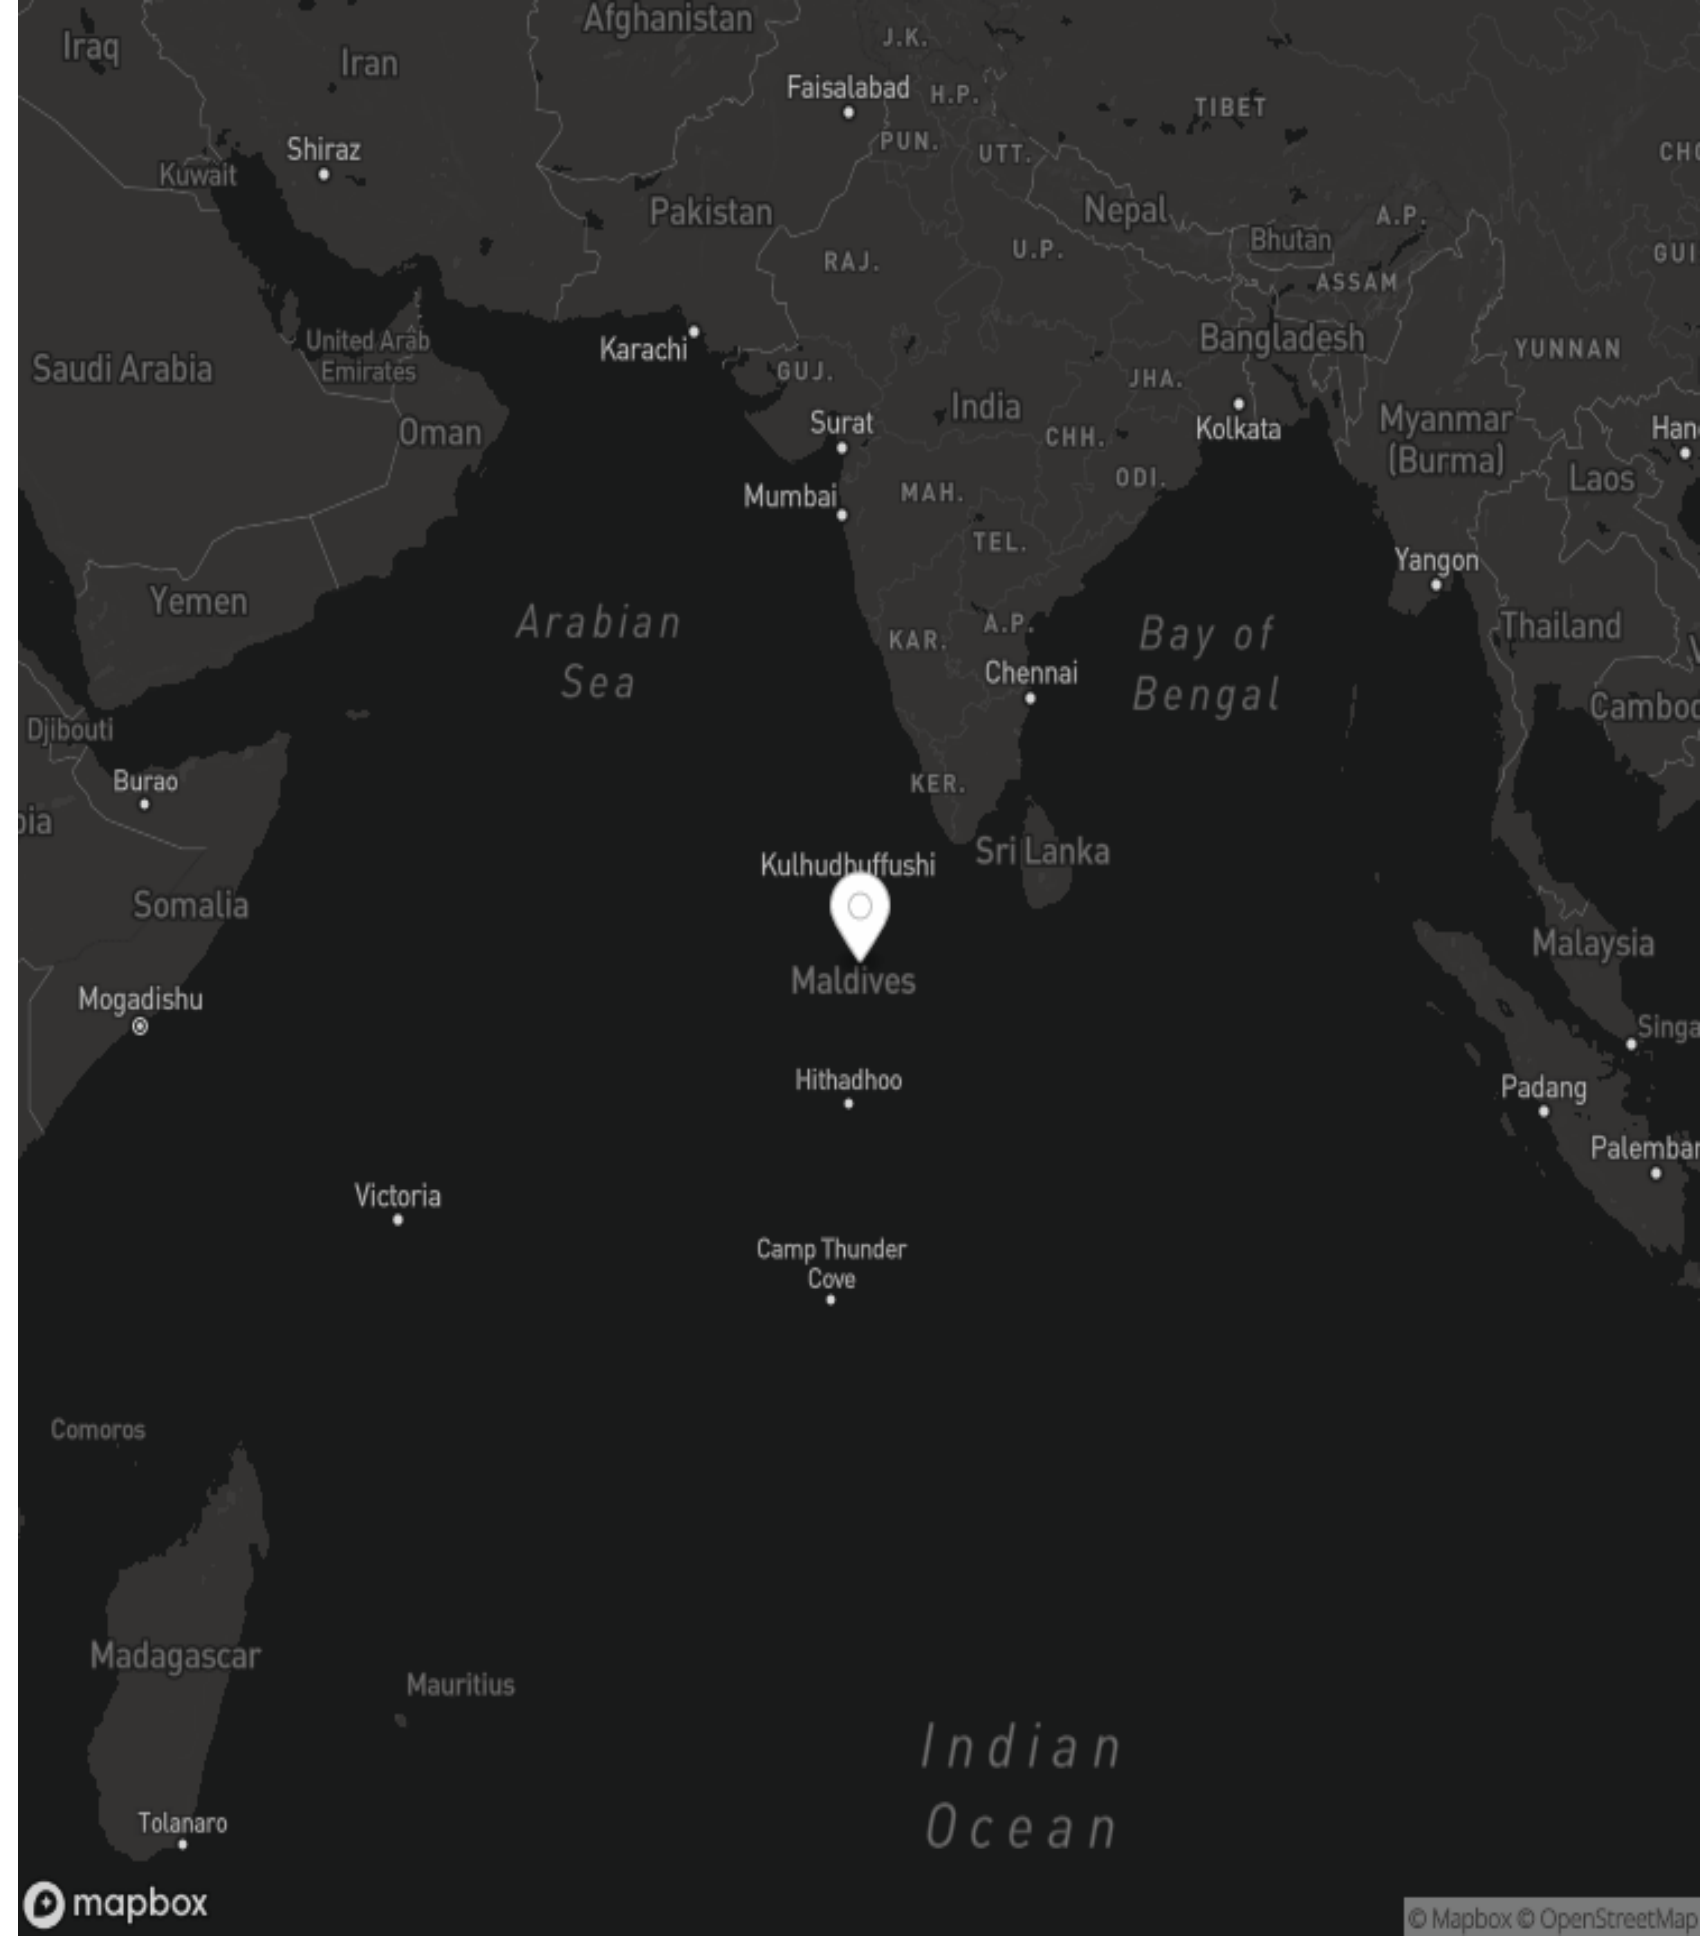 Afghanistan
Iraq
Iran
J.K.
Faisalabad
H.P.
TIBET
Shiraz
PUN.
UTT.
Kuwait
Pakistan
Nepal
A.P.
Bhutan
RAJ.
U.P.
ASSAM
United Arab
Emirates
Karachi
Bangladesh
YUNNAN
Saudi Arabia
GUJ.
JHA.
India
Oman
Surat
CHH.
Kolkata
Myanmar
(Burma)
Laos
Mumbai
MAH.
ODI.
TEL.
Yangon
Yemen
Arabian
Sea
A.P.
KAR.
Bay of
Bengal
Thailand
Chennai
Djibouti
Burao
KER.
Kulhudhuffushi
Sri Lanka
Somalia
Malaysia
Maldives
Mogadishu
Singa
Hithadhoo
Padang
Palembar
Victoria
Camp Thunder
Cove
Comoros
Madagascar
Mauritius
Indian
Ocean
Tolanaro
mapbox
© Mapbox © OpenStreetMap